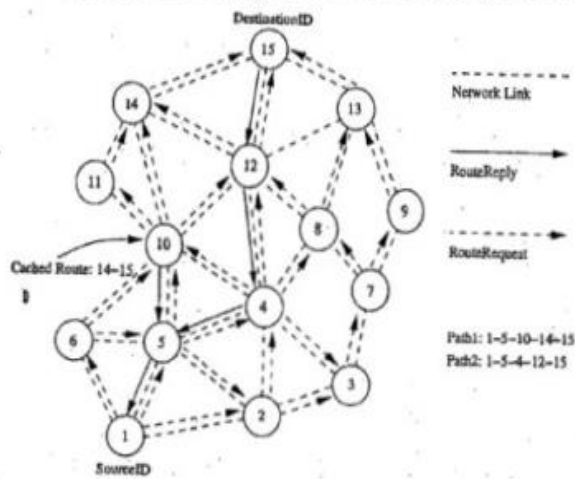 DestinationID
15
14
13
Network Link
12
11
RouteReply
9
8
10
Cached Route: 14-15,
RouteRequest
7
4
6
5
Path1: 1-5-10-14-15
Path2: 1-5-4-12-15
3
2
1
SourceID